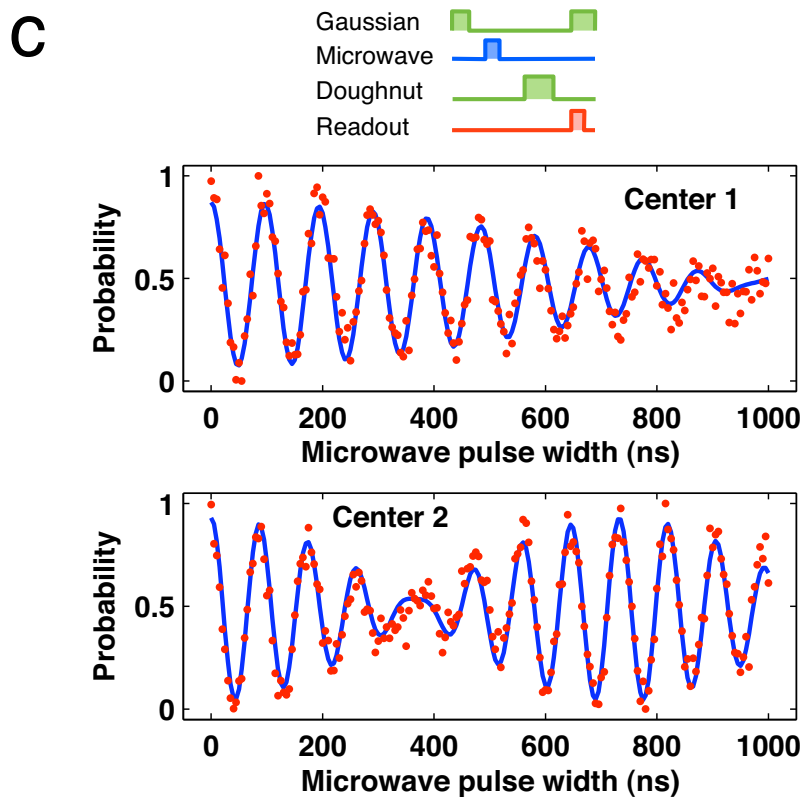 C
Gaussian
Microwave
Doughnut
Readout
1
0.5
0
Probability
Center 1
0 200 400 600 800 1000
Microwave pulse width (ns)
1
0.5
0
Probability
Center 2
0 200 400 600 800 1000
Microwave pulse width (ns)